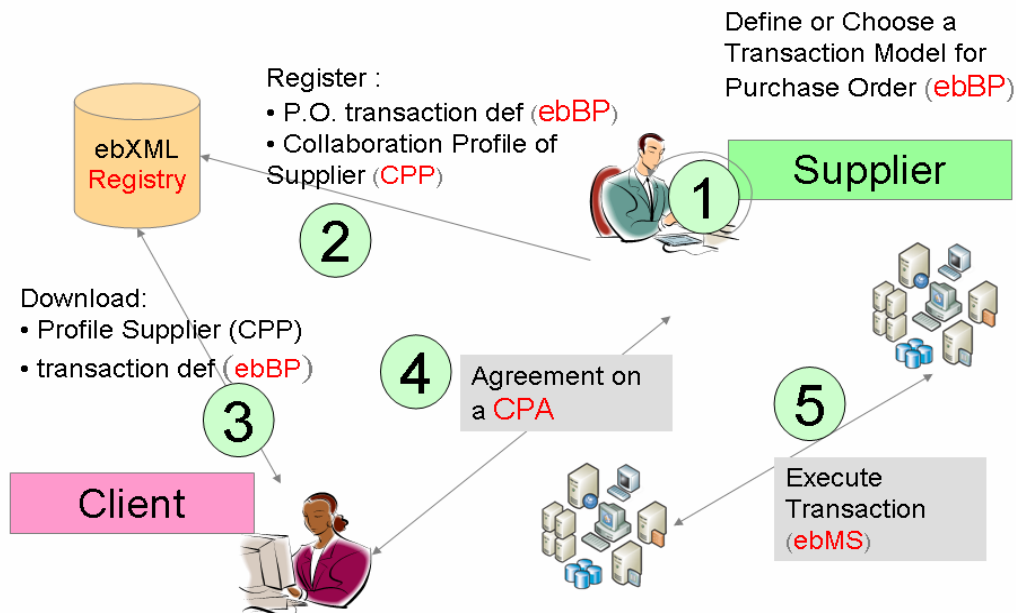 Define or Choose a
Transaction Model for
Purchase Order (ebBP)
Register :
• P.O. transaction def (ebBP)
• Collaboration Profile of
Supplier (CPP)
ebXML
Registry
1
Supplier
2
Download:
• Profile Supplier (CPP)
• transaction def (ebBP)
3
4
Agreement on
a CPA
5
Client
Execute
Transaction
(ebMS)